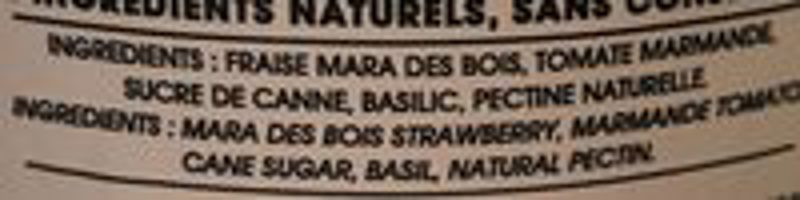 INGRÉDIENTS NATURELS, SANS
INGREDIENTS : FRAISE MARA DES BOIS, TOMATE MARMANDE,
SUCRE DE CANNE, BASILIC, PECTINE NATURELLE.
INGREDIENTS : MARA DES BOIS STRAWBERRY, MARMANDE TOMATO
CANE SUGAR, BASIL, NATURAL PECTIN.